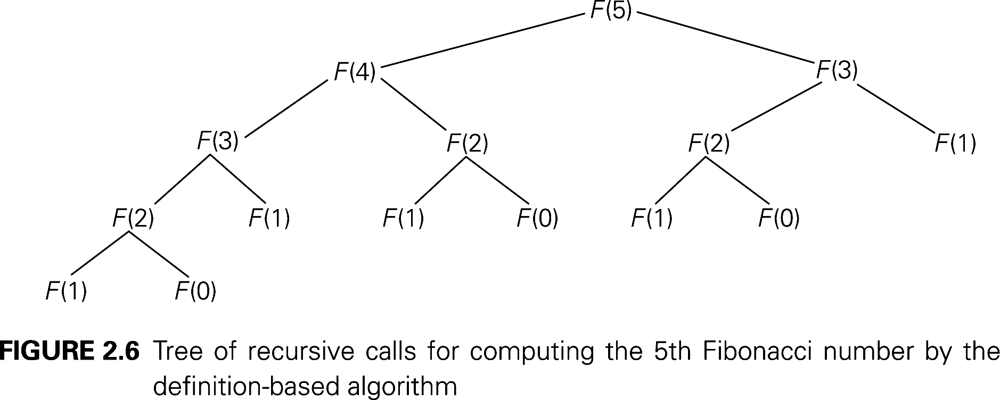 F(5)
F(4) F(3)
F(3) F(2) F(2) F(1)
F(2) F(1) F(1) F(0) F(1) F(0)
F(1) F(0)
FIGURE 2.6 Tree of recursive calls for computing the 5th Fibonacci number by the
definition-based algorithm